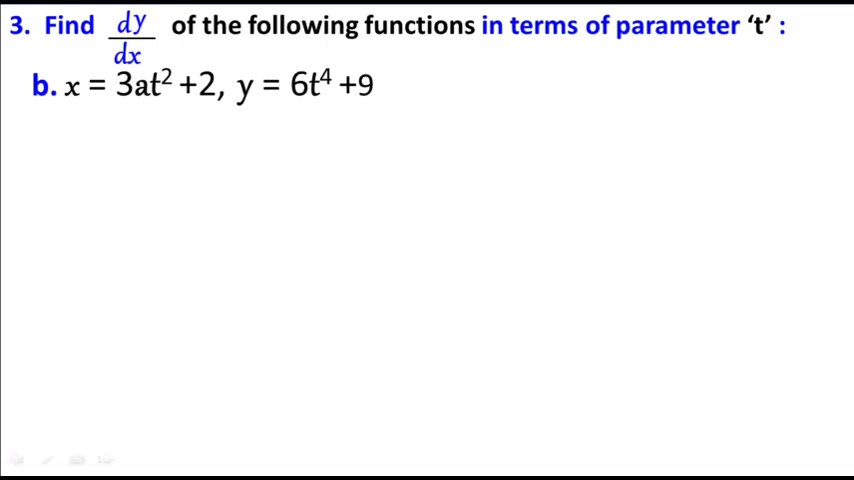 3. Find dy/dx of the following functions in terms of parameter ‘t’ :
b. x = 3at² +2, y = 6t⁴ +9